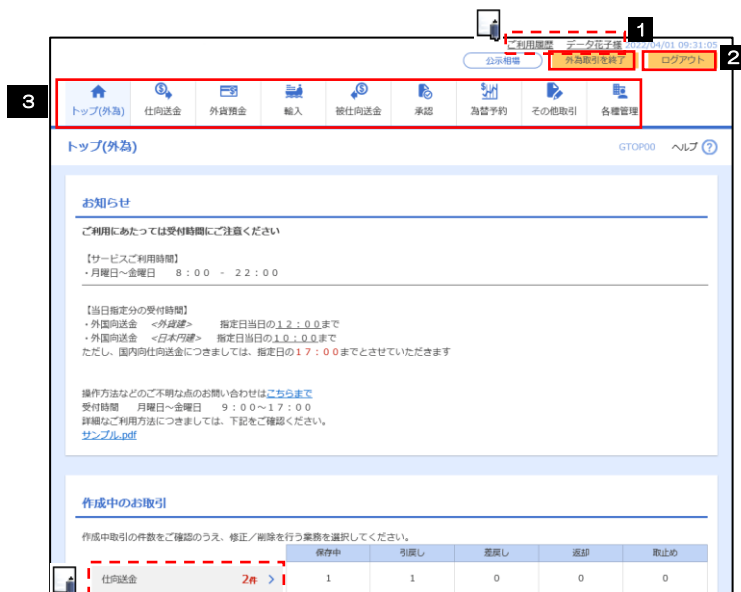 1
ご利用履歴 データ花子様 2022/04/01 09:31:05
公示相場 外為取引を終了 ログアウト 2
3
トップ(外為) 仕向送金 外貨預金 輸入 被仕向送金 承認 為替予約 その他取引 各種管理
トップ(外為) GTOP00 ヘルプ ?
お知らせ
ご利用にあたっては受付時間にご注意ください
【サービスご利用時間】
・月曜日～金曜日 8：00 - 22：00
【当日指定分の受付時間】
・外国向送金 <外貨建> 指定日当日の12：00まで
・外国向送金 <日本円建> 指定日当日の10：00まで
ただし、国内向仕向送金につきましては、指定日の17：00までとさせていただきます
操作方法などのご不明な点のお問い合わせはこちらまで
受付時間 月曜日～金曜日 9：00～17：00
詳細なご利用方法につきましては、下記をご確認ください。
サンプル.pdf
作成中のお取引
作成中取引の件数をご確認のうえ、修正／削除を行う業務を選択してください。
保存中 引戻し 差戻し 返却 取止め
仕向送金 2件 > 1 1 0 0 0